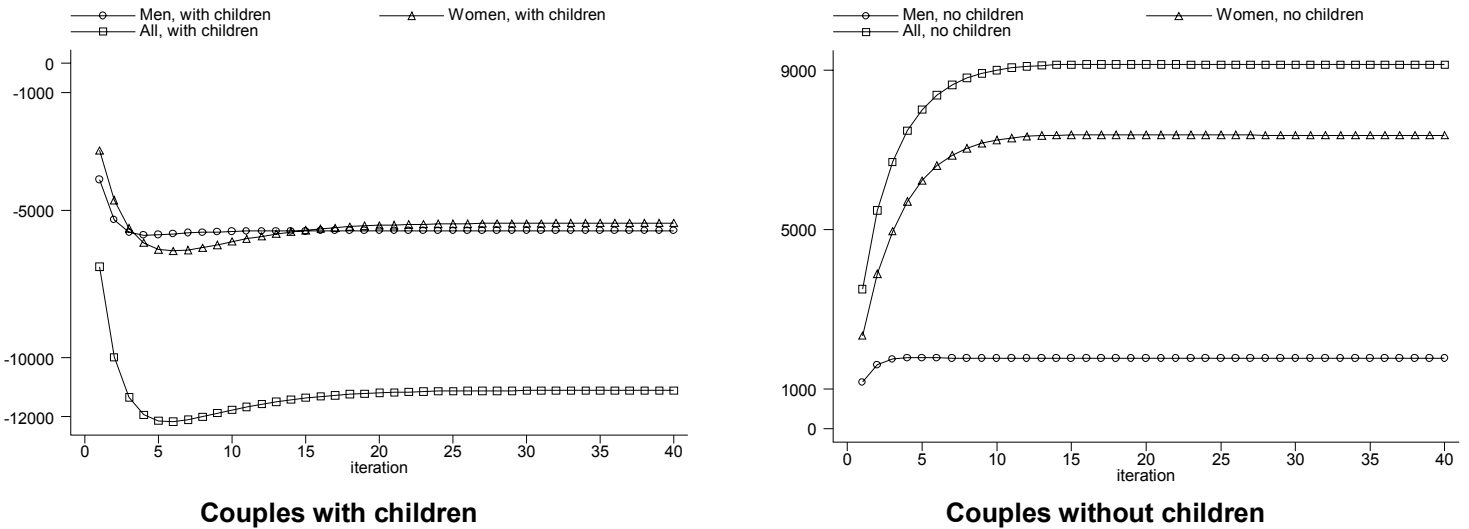 Men, with children
Women, with children
All, with children
0
-1000
-5000
-10000
-12000
0 5 10 15 20 25 30 35 40
iteration
Couples with children
Men, no children
Women, no children
All, no children
9000
5000
1000
0
0 5 10 15 20 25 30 35 40
iteration
Couples without children